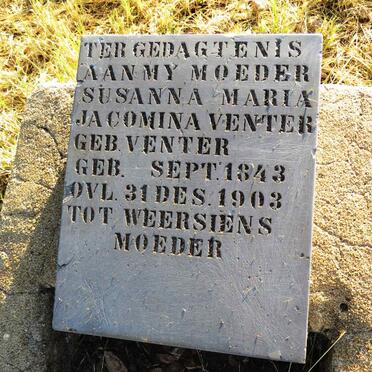 TER GEDAGTENIS
AAN MY MOEDER
SUSANNA MARIA
JACOMINA VENTER
GEB. VENTER
GEB. SEPT. 1843
OVL. 31 DES. 1903
TOT WEERSIENS
MOEDER